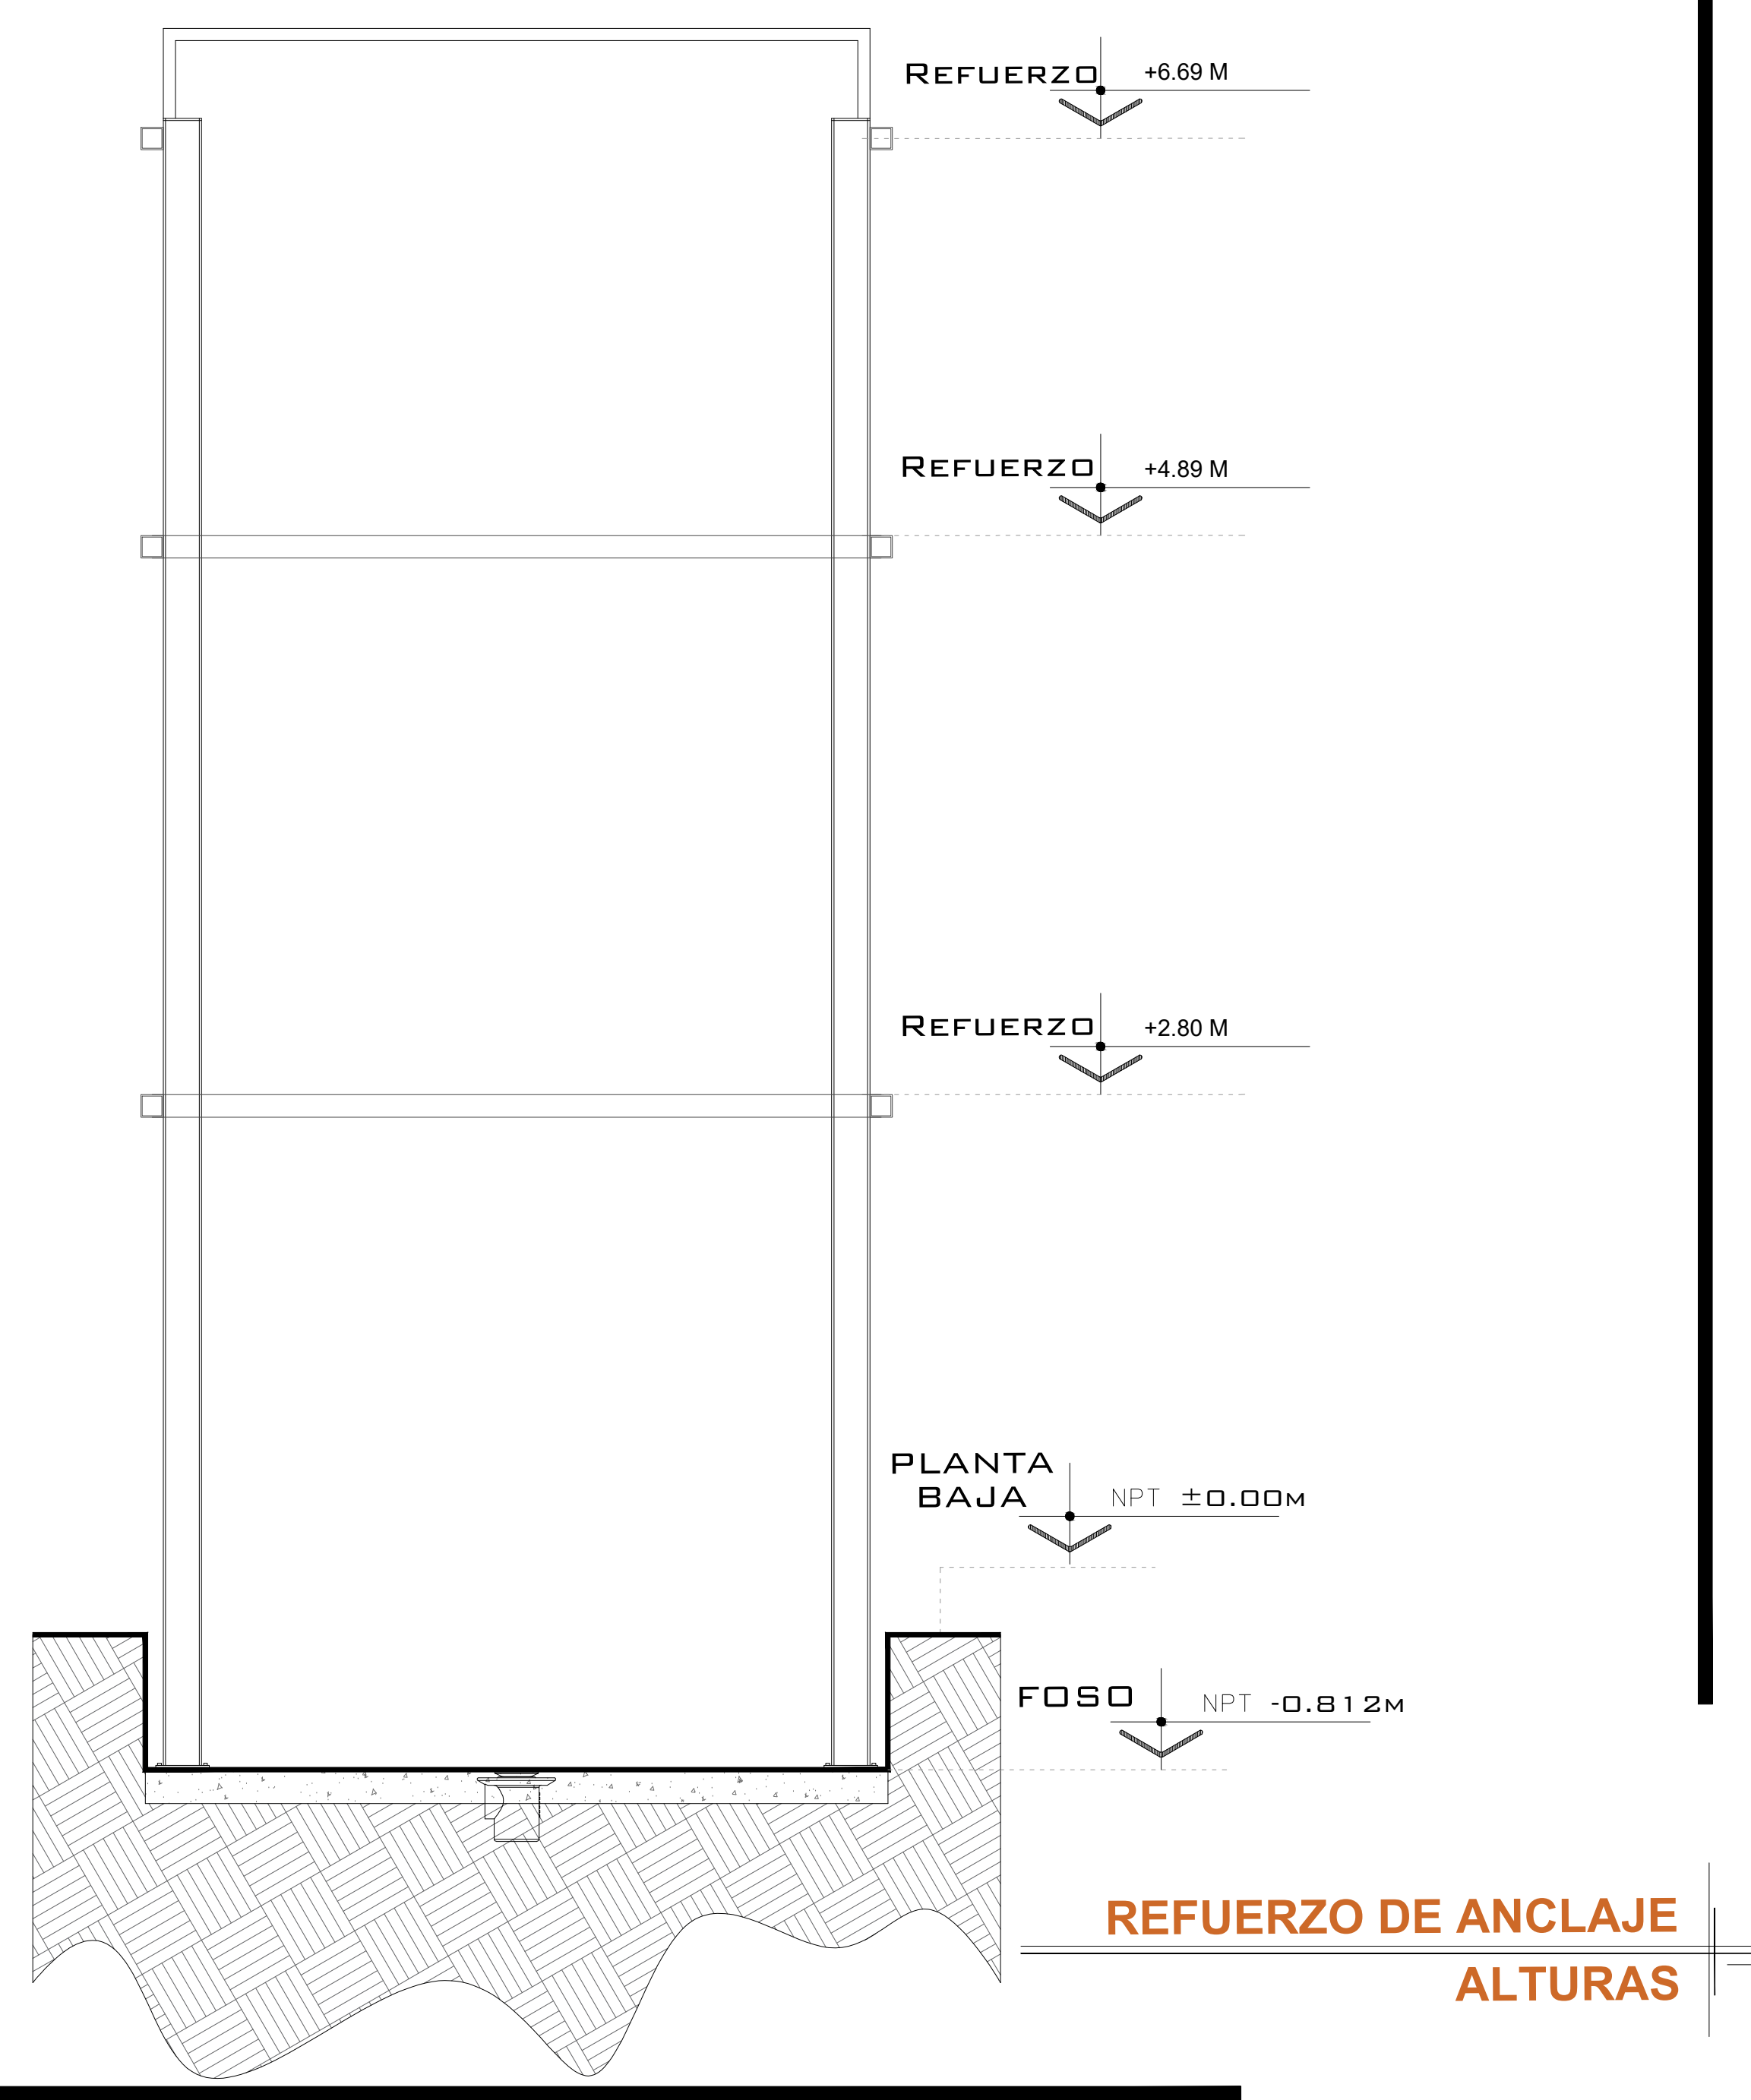 Refuerzo +6.69 M
Refuerzo +4.89 M
Refuerzo +2.80 M
PLANTA
BAJA NPT ±0.00M
FOSO NPT -0.812M
REFUERZO DE ANCLAJE
ALTURAS